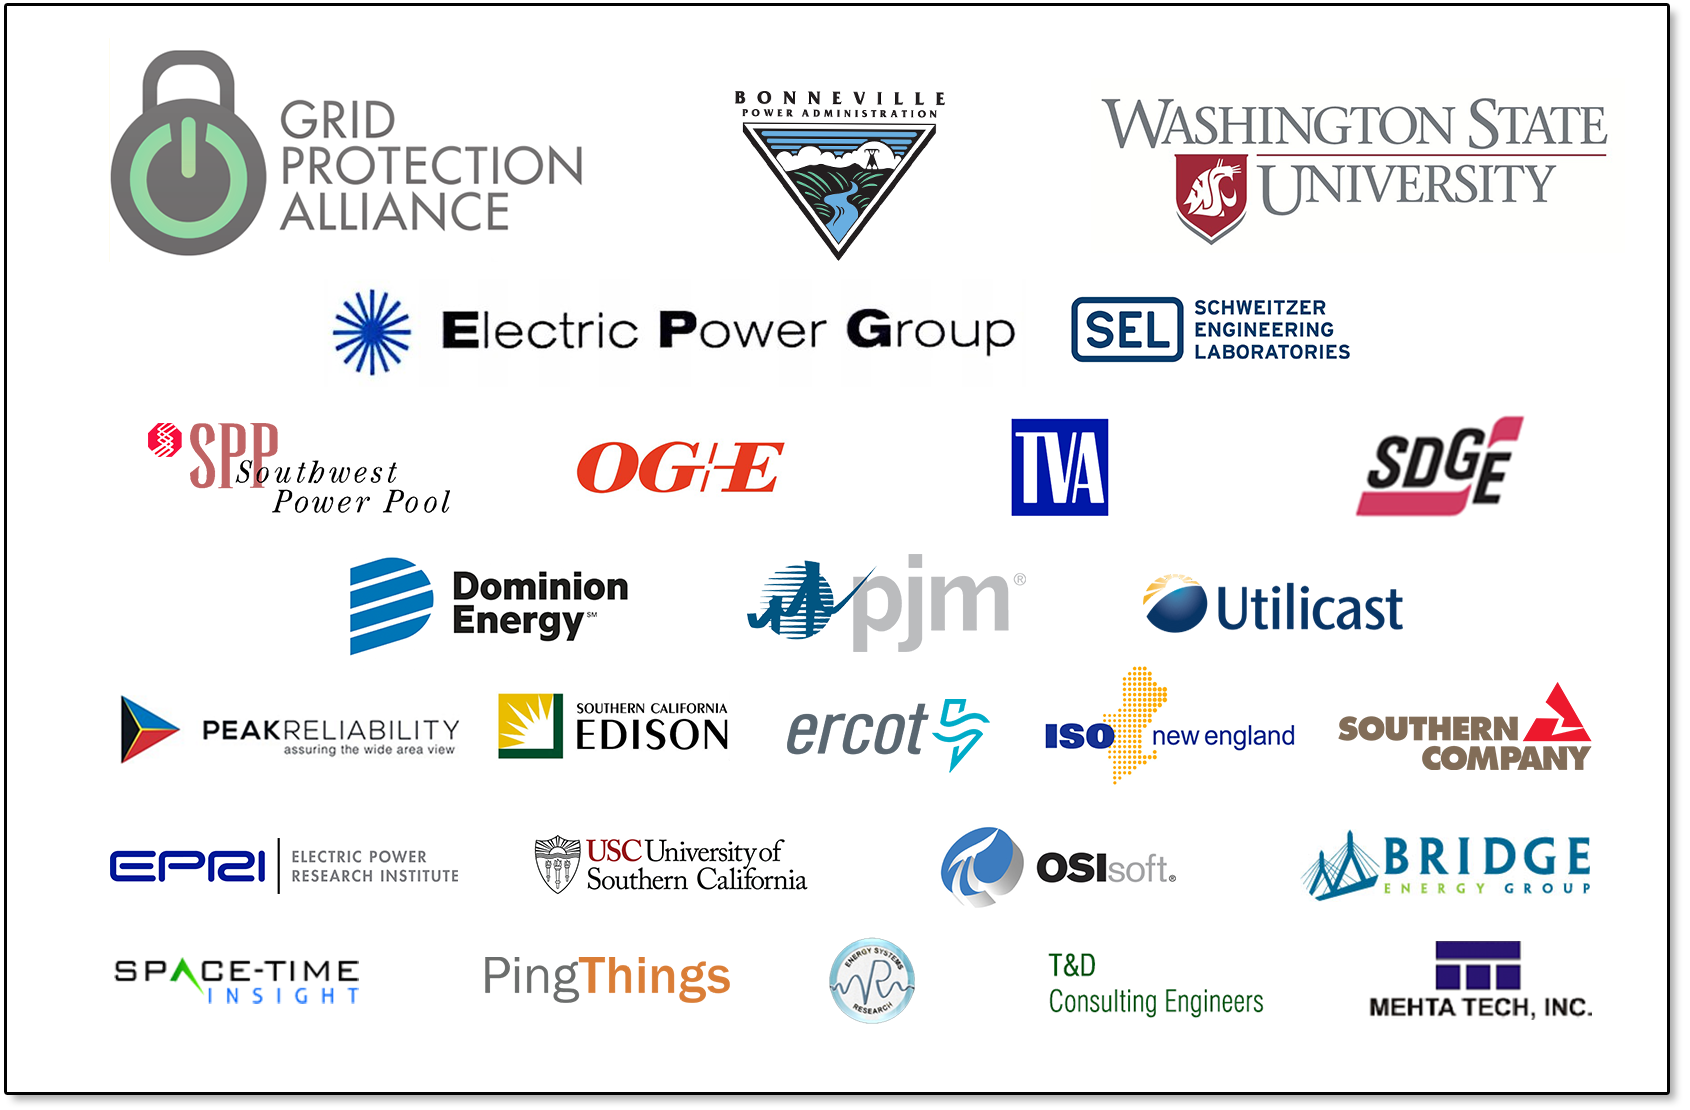 GRID
PROTECTION
ALLIANCE
BONNEVILLE
POWER ADMINISTRATION
WASHINGTON STATE
UNIVERSITY
Electric Power Group
SEL
SCHWEITZER
ENGINEERING
LABORATORIES
SPP
Southwest
Power Pool
OG+E
TVA
SDGE
Dominion
Energy℠
pjm®
Utilicast
PEAKRELIABILITY
assuring the wide area view
SOUTHERN CALIFORNIA
EDISON
ercot
ISO new england
SOUTHERN
COMPANY
EPRI
ELECTRIC POWER
RESEARCH INSTITUTE
USC University of
Southern California
OSIsoft®
BRIDGE
ENERGY GROUP
SPACE-TIME
INSIGHT
PingThings
ENERGY SYSTEMS
RESEARCH
T&D
Consulting Engineers
MEHTA TECH, INC.